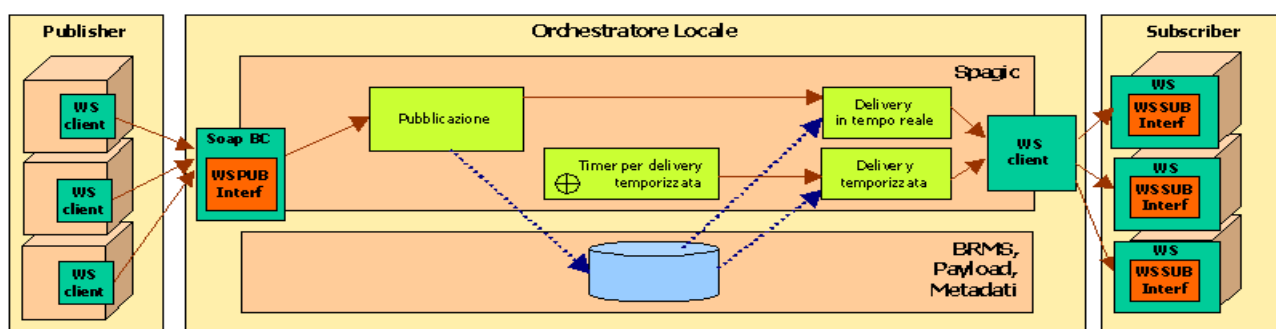 Publisher
WS
client
WS
client
WS
client
Orchestratore Locale
Spagic
Soap BC
WSPUB
Interf
Pubblicazione
Timer per delivery
temporizzata
Delivery
in tempo reale
Delivery
temporizzata
WS
client
BRMS,
Payload,
Metadati
Subscriber
WS
WSSUB
Interf
WS
WSSUB
Interf
WS
WSSUB
Interf